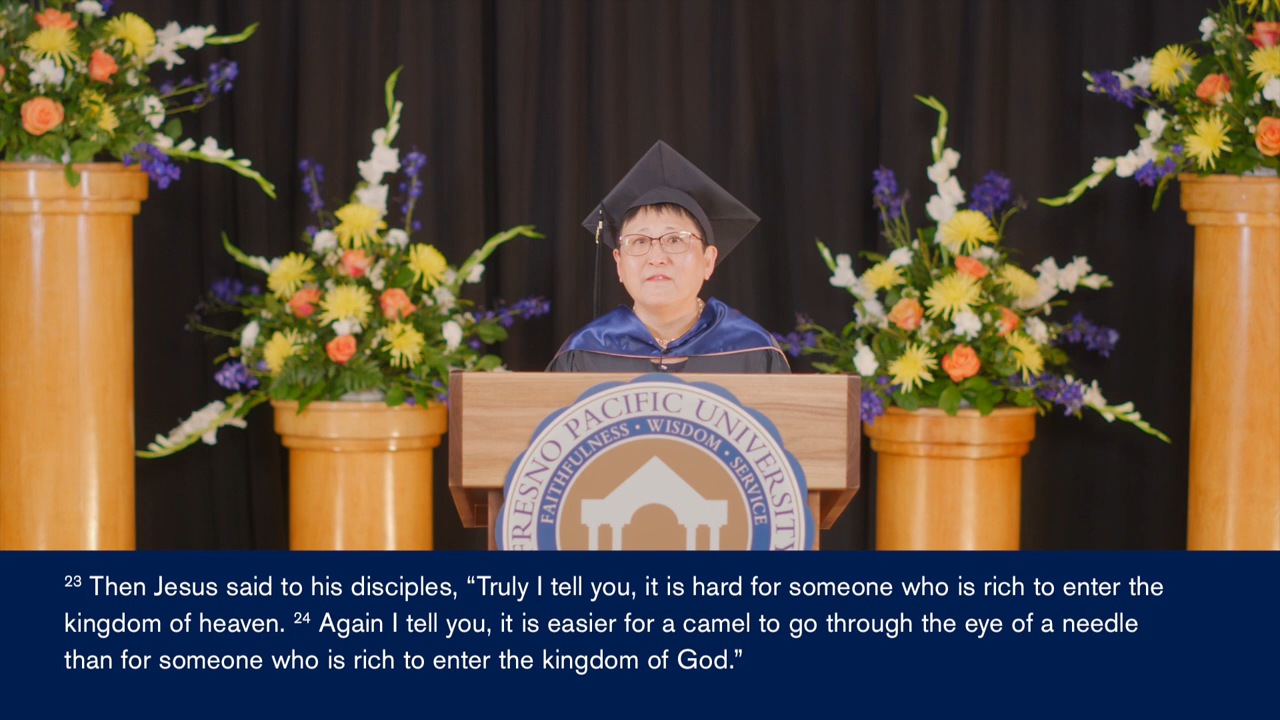 FRESNO PACIFIC UNIVERSITY
FAITHFULNESS • WISDOM • SERVICE
²³ Then Jesus said to his disciples, “Truly I tell you, it is hard for someone who is rich to enter the
kingdom of heaven. ²⁴ Again I tell you, it is easier for a camel to go through the eye of a needle
than for someone who is rich to enter the kingdom of God.”